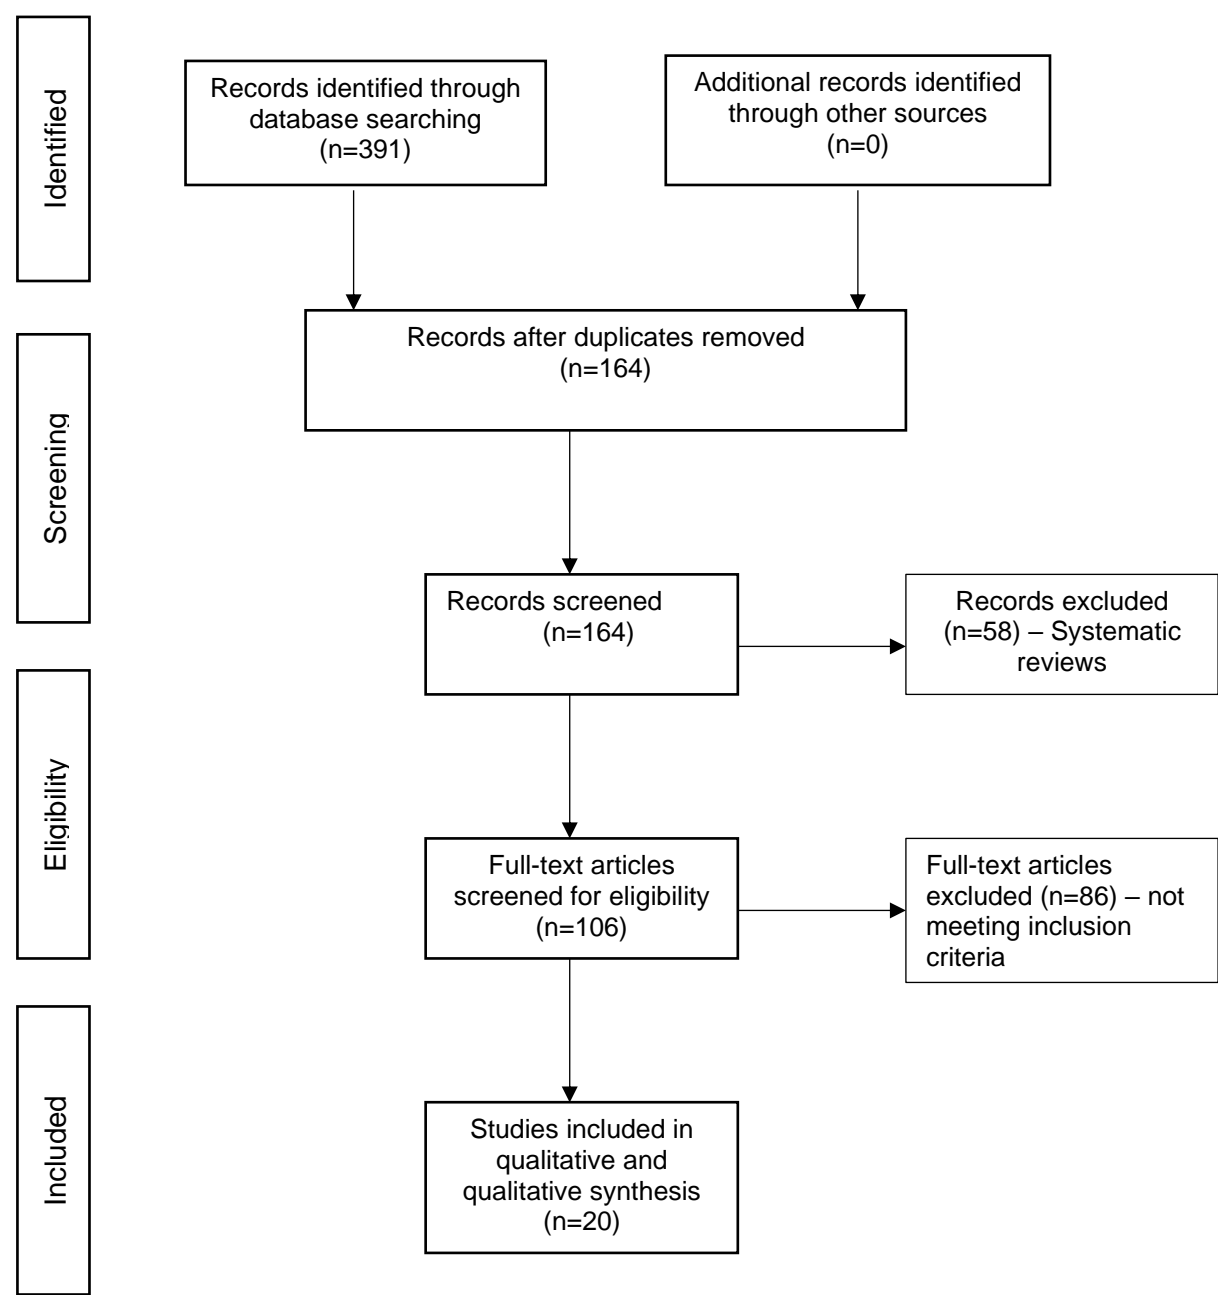 Identified
Records identified through
database searching
(n=391)
Additional records identified
through other sources
(n=0)
Records after duplicates removed
(n=164)
Screening
Records screened
(n=164)
Records excluded
(n=58) – Systematic
reviews
Eligibility
Full-text articles
screened for eligibility
(n=106)
Full-text articles
excluded (n=86) – not
meeting inclusion
criteria
Included
Studies included in
qualitative and
qualitative synthesis
(n=20)